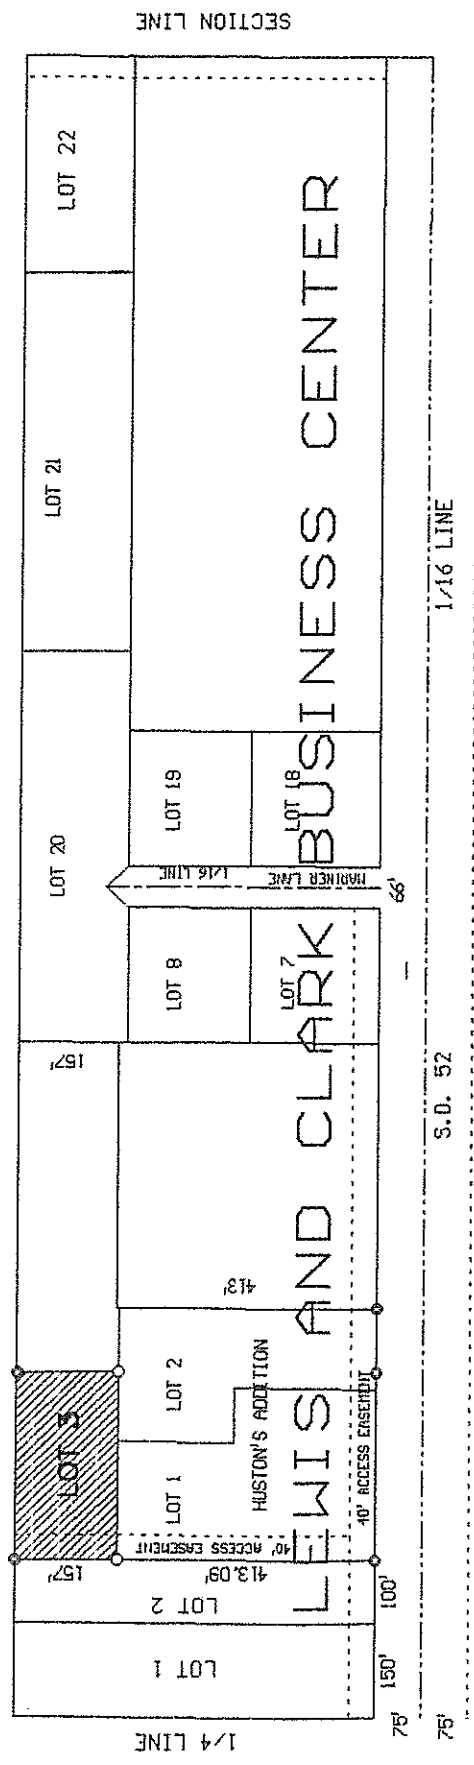 SECTION LINE
LOT 22
LOT 21
LOT 20
LOT 19
LOT 18
MARINER LANE
1/16 LINE
66'
LOT 8
LOT 7
157'
413'
LOT 3
LOT 2
LOT 1
HUSTON'S ADDITION
40' ACCESS EASEMENT
40' ACCESS EASEMENT
157'
413.09'
LOT 2
LOT 1
100'
150'
75'
75'
1/4 LINE
LEWIS AND CLARK BUSINESS CENTER
S.D. 52
1/16 LINE